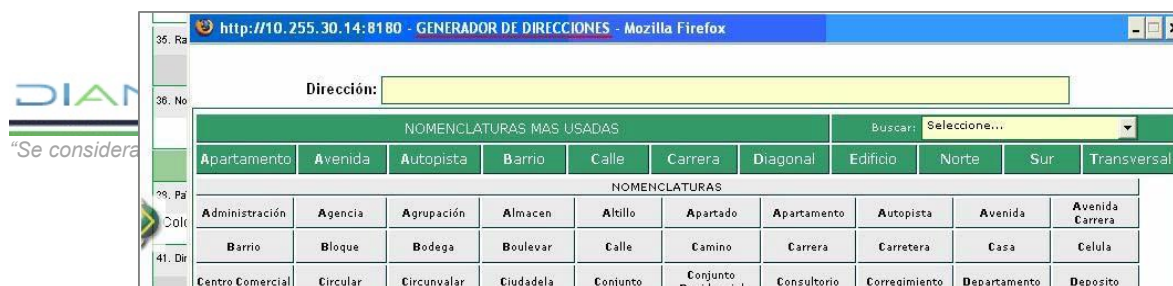 http://10.255.30.14:8180 - GENERADOR DE DIRECCIONES - Mozilla Firefox
35. Ra
DIAN
Dirección:
36. No
NOMENCLATURAS MAS USADAS Buscar: Seleccione...
“Se considera
Apartamento Avenida Autopista Barrio Calle Carrera Diagonal Edificio Norte Sur Transversal
NOMENCLATURAS
Administración Agencia Agrupación Almacen Altillo Apartado Apartamento Autopista Avenida Avenida Carrera
Barrio Bloque Bodega Boulevar Calle Camino Carrera Carretera Casa Celula
41. Dir
Centro Comercial Circular Circunvalar Ciudadela Conjunto Conjunto Consultorio Corregimiento Departamento Deposito